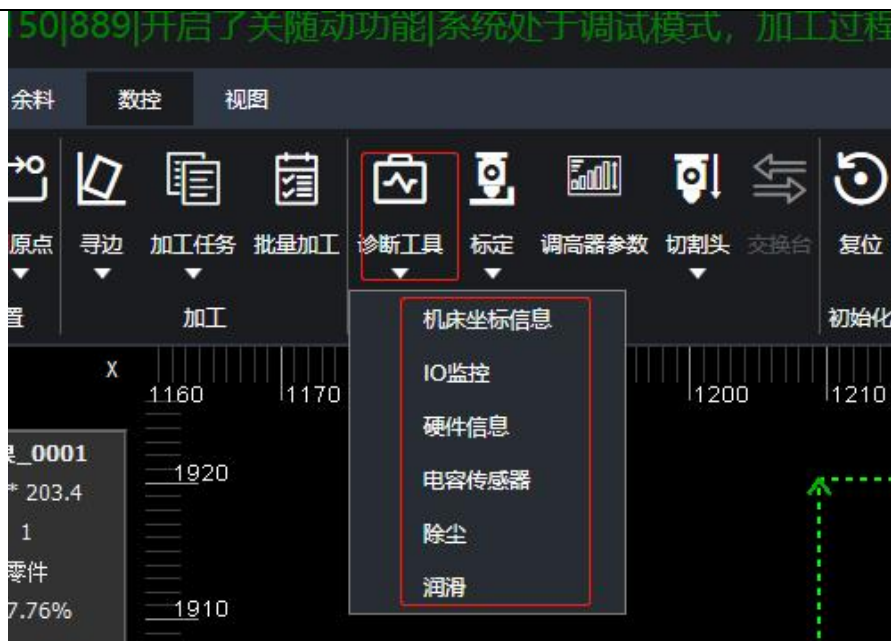 150|889|开启了关随动功能|系统处于调试模式，加工过程
余料 数控 视图
原点 寻边 加工任务 批量加工 诊断工具 标定 调高器参数 切割头 交换台 复位
置 加工 初始化
机床坐标信息
X
1160 1170 1200 1210
IO监控
硬件信息
_0001
1920
电容传感器
* 203.4
1
除尘
零件
润滑
7.76%
1910